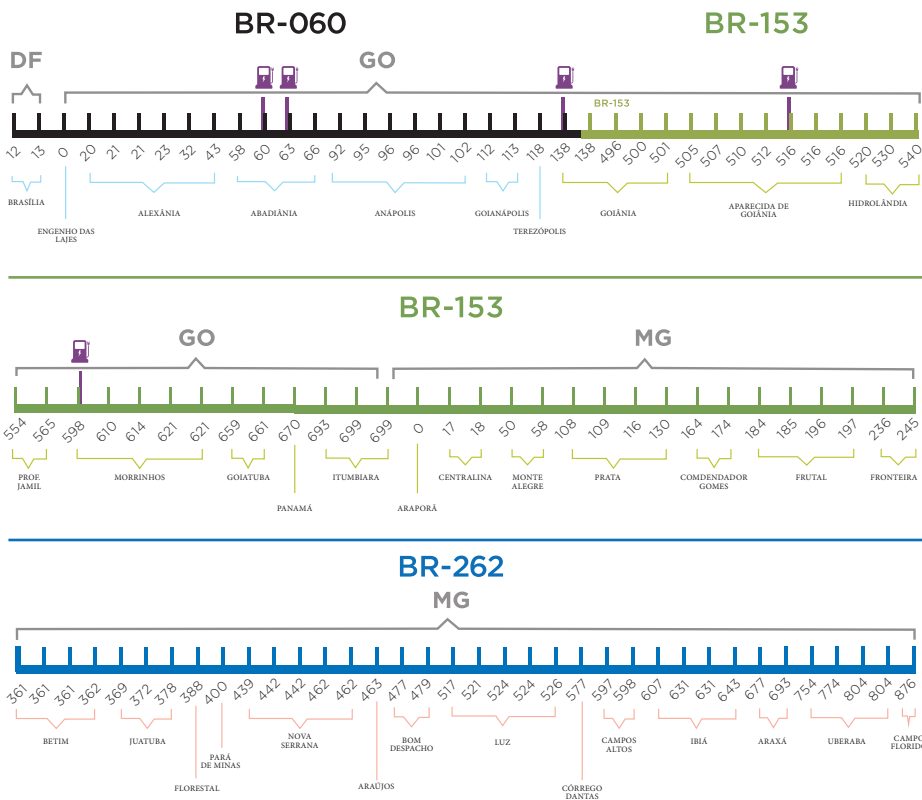 BR-060
BR-153
DF
GO
BR-153
12 13 0 20 21 21 23 32 43 58 60 63 66 92 95 96 96 101 102 112 113 118 138 138 496 500 501 505 507 510 512 516 516 516 520 530 540
BRASÍLIA
ALEXÂNIA
ABADIÂNIA
ANÁPOLIS
GOIANÁPOLIS
GOIÂNIA
APARECIDA DE
GOIÂNIA
HIDROLÂNDIA
ENGENHO DAS
LAJES
TEREZÓPOLIS
BR-153
GO
MG
554 565 598 610 614 621 621 659 661 670 693 699 699 0 17 18 50 58 108 109 116 130 164 174 184 185 196 197 236 245
PROF.
JAMIL
MORRINHOS
GOIATUBA
ITUMBIARA
CENTRALINA
MONTE
ALEGRE
PRATA
COMDENDADOR
GOMES
FRUTAL
FRONTEIRA
PANAMÁ
ARAPORÃ
BR-262
MG
361 361 361 362 369 372 378 388 400 439 442 442 462 462 463 477 479 517 521 524 524 526 577 597 598 607 631 631 643 677 693 754 774 804 804 876
BETIM
JUATUBA
NOVA
SERRANA
BOM
DESPACHO
LUZ
CAMPOS
ALTOS
IBIÁ
ARAXÁ
UBERABA
CAMPO
FLORIDO
PARÁ
DE MINAS
FLORESTAL
ARAÚJOS
CÓRREGO
DANTAS